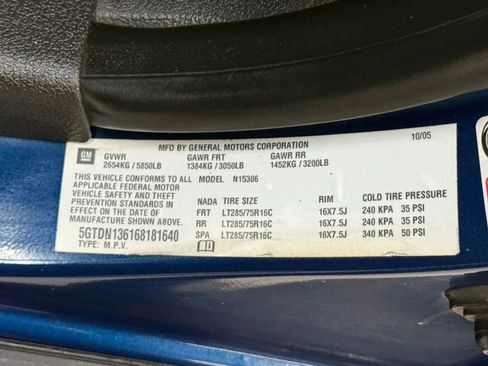 MFD BY GENERAL MOTORS CORPORATION 10/05
GM GVWR GAWR FRT GAWR RR
2654KG / 5850LB 1384KG / 3050LB 1452KG / 3200LB
THIS VEHICLE CONFORMS TO ALL MODEL N15306
APPLICABLE FEDERAL MOTOR
VEHICLE SAFETY AND THEFT NADA TIRE SIZE RIM COLD TIRE PRESSURE
PREVENTION STANDARDS IN FRT LT285/75R16C 16X7.5J 240 KPA 35 PSI
EFFECT ON THE DATE OF RR LT285/75R16C 16X7.5J 240 KPA 35 PSI
MANUFACTURE SHOWN ABOVE. SPA LT285/75R16C 16X7.5J 340 KPA 50 PSI
5GTDN136168181640
TYPE: M.P.V.